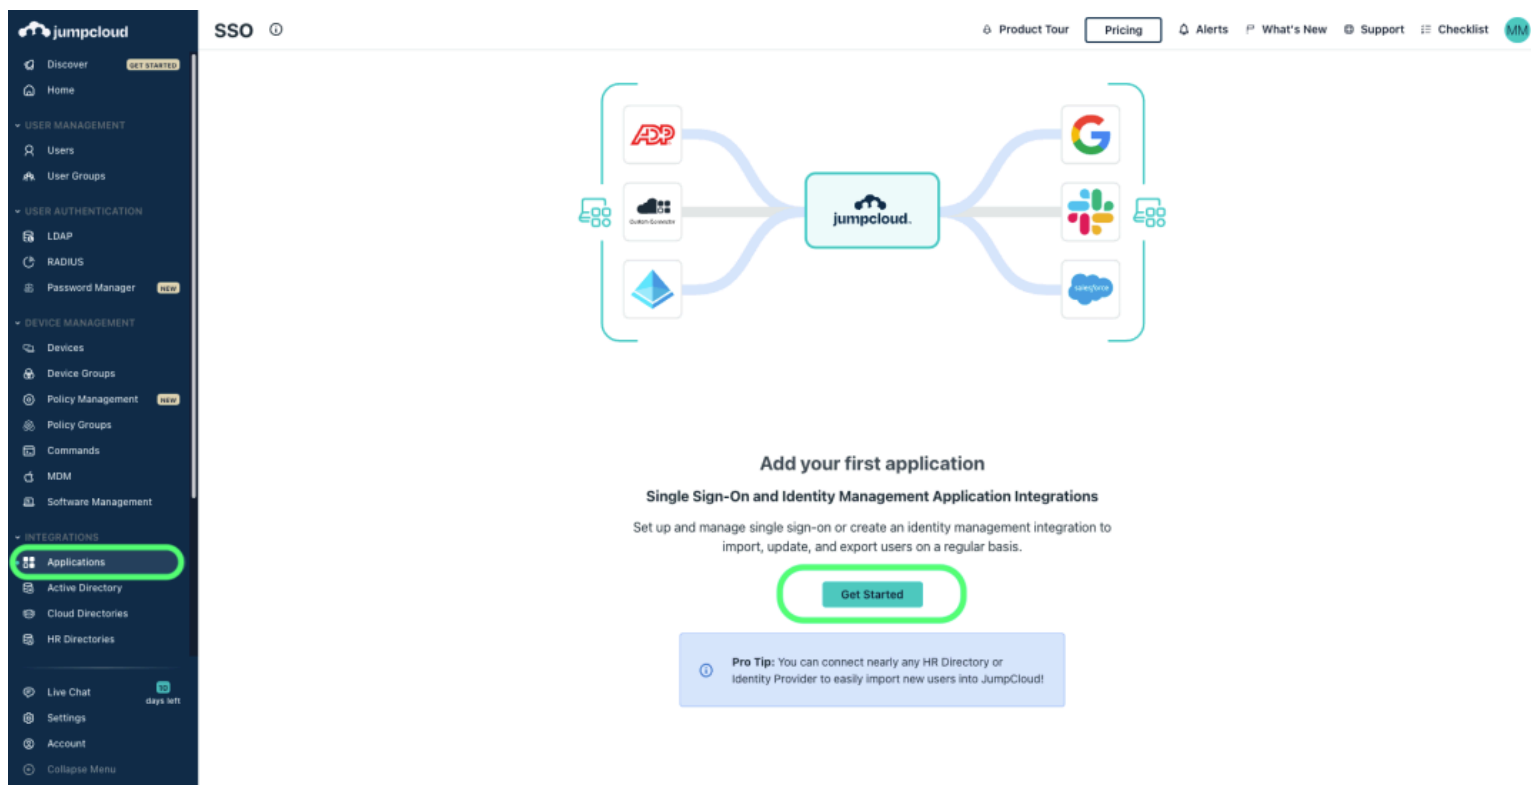 jumpcloud
Discover GET STARTED
Home
USER MANAGEMENT
Users
User Groups
USER AUTHENTICATION
LDAP
RADIUS
Password Manager NEW
DEVICE MANAGEMENT
Devices
Device Groups
Policy Management NEW
Policy Groups
Commands
MDM
Software Management
INTEGRATIONS
Applications
Active Directory
Cloud Directories
HR Directories
Live Chat 10
days left
Settings
Account
Collapse Menu
SSO
Product Tour Pricing Alerts What's New Support Checklist MM
ADP
Custom Connector
jumpcloud.
salesforce
Add your first application
Single Sign-On and Identity Management Application Integrations
Set up and manage single sign-on or create an identity management integration to
import, update, and export users on a regular basis.
Get Started
Pro Tip: You can connect nearly any HR Directory or
Identity Provider to easily import new users into JumpCloud!